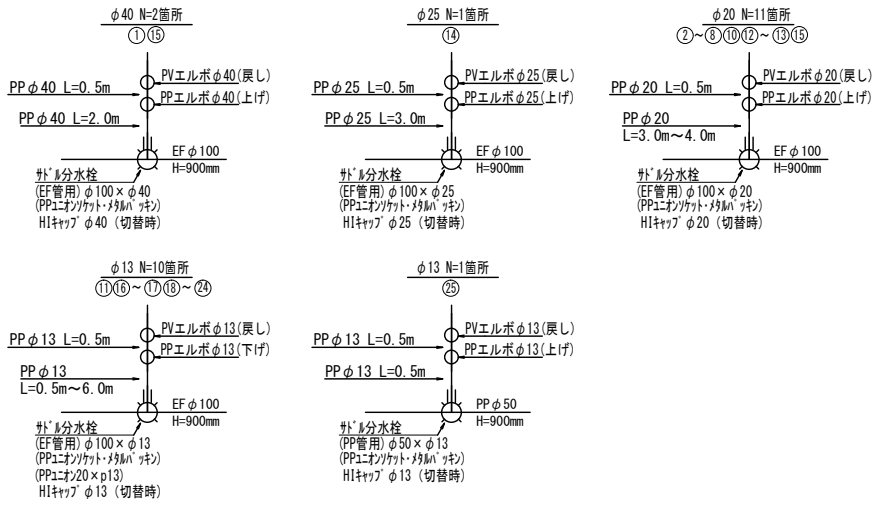 φ40 N=2箇所
①⑮
PVエルボφ40(戻し)
PPφ40 L=0.5m
PPエルボφ40(上げ)
PPφ40 L=2.0m
EFφ100
H=900mm
ｻﾄﾞﾙ分水栓
(EF管用)φ100×φ40
(PPﾕﾆｵﾝｿｹｯﾄ・ﾒﾀﾙﾊﾟｯｷﾝ)
HIｷｬｯﾌﾟφ40 (切替時)
φ25 N=1箇所
⑭
PVエルボφ25(戻し)
PPφ25 L=0.5m
PPエルボφ25(上げ)
PPφ25 L=3.0m
EFφ100
H=900mm
ｻﾄﾞﾙ分水栓
(EF管用)φ100×φ25
(PPﾕﾆｵﾝｿｹｯﾄ・ﾒﾀﾙﾊﾟｯｷﾝ)
HIｷｬｯﾌﾟφ25 (切替時)
φ20 N=11箇所
②～⑧⑩⑫～⑬⑮
PVエルボφ20(戻し)
PPφ20 L=0.5m
PPエルボφ20(上げ)
PPφ20
L=3.0m～4.0m
EFφ100
H=900mm
ｻﾄﾞﾙ分水栓
(EF管用)φ100×φ20
(PPﾕﾆｵﾝｿｹｯﾄ・ﾒﾀﾙﾊﾟｯｷﾝ)
HIｷｬｯﾌﾟφ20 (切替時)
φ13 N=10箇所
⑪⑯～⑰⑱～㉔
PVエルボφ13(戻し)
PPφ13 L=0.5m
PPエルボφ13(下げ)
PPφ13
L=0.5m～6.0m
EFφ100
H=900mm
ｻﾄﾞﾙ分水栓
(EF管用)φ100×φ13
(PPﾕﾆｵﾝｿｹｯﾄ・ﾒﾀﾙﾊﾟｯｷﾝ)
(PPﾕﾆｵﾝ20×p13)
HIｷｬｯﾌﾟφ13 (切替時)
φ13 N=1箇所
㉕
PVエルボφ13(戻し)
PPφ13 L=0.5m
PPエルボφ13(上げ)
PPφ13 L=0.5m
PPφ50
H=900mm
ｻﾄﾞﾙ分水栓
(PP管用)φ50×φ13
(PPﾕﾆｵﾝｿｹｯﾄ・ﾒﾀﾙﾊﾟｯｷﾝ)
HIｷｬｯﾌﾟφ13 (切替時)